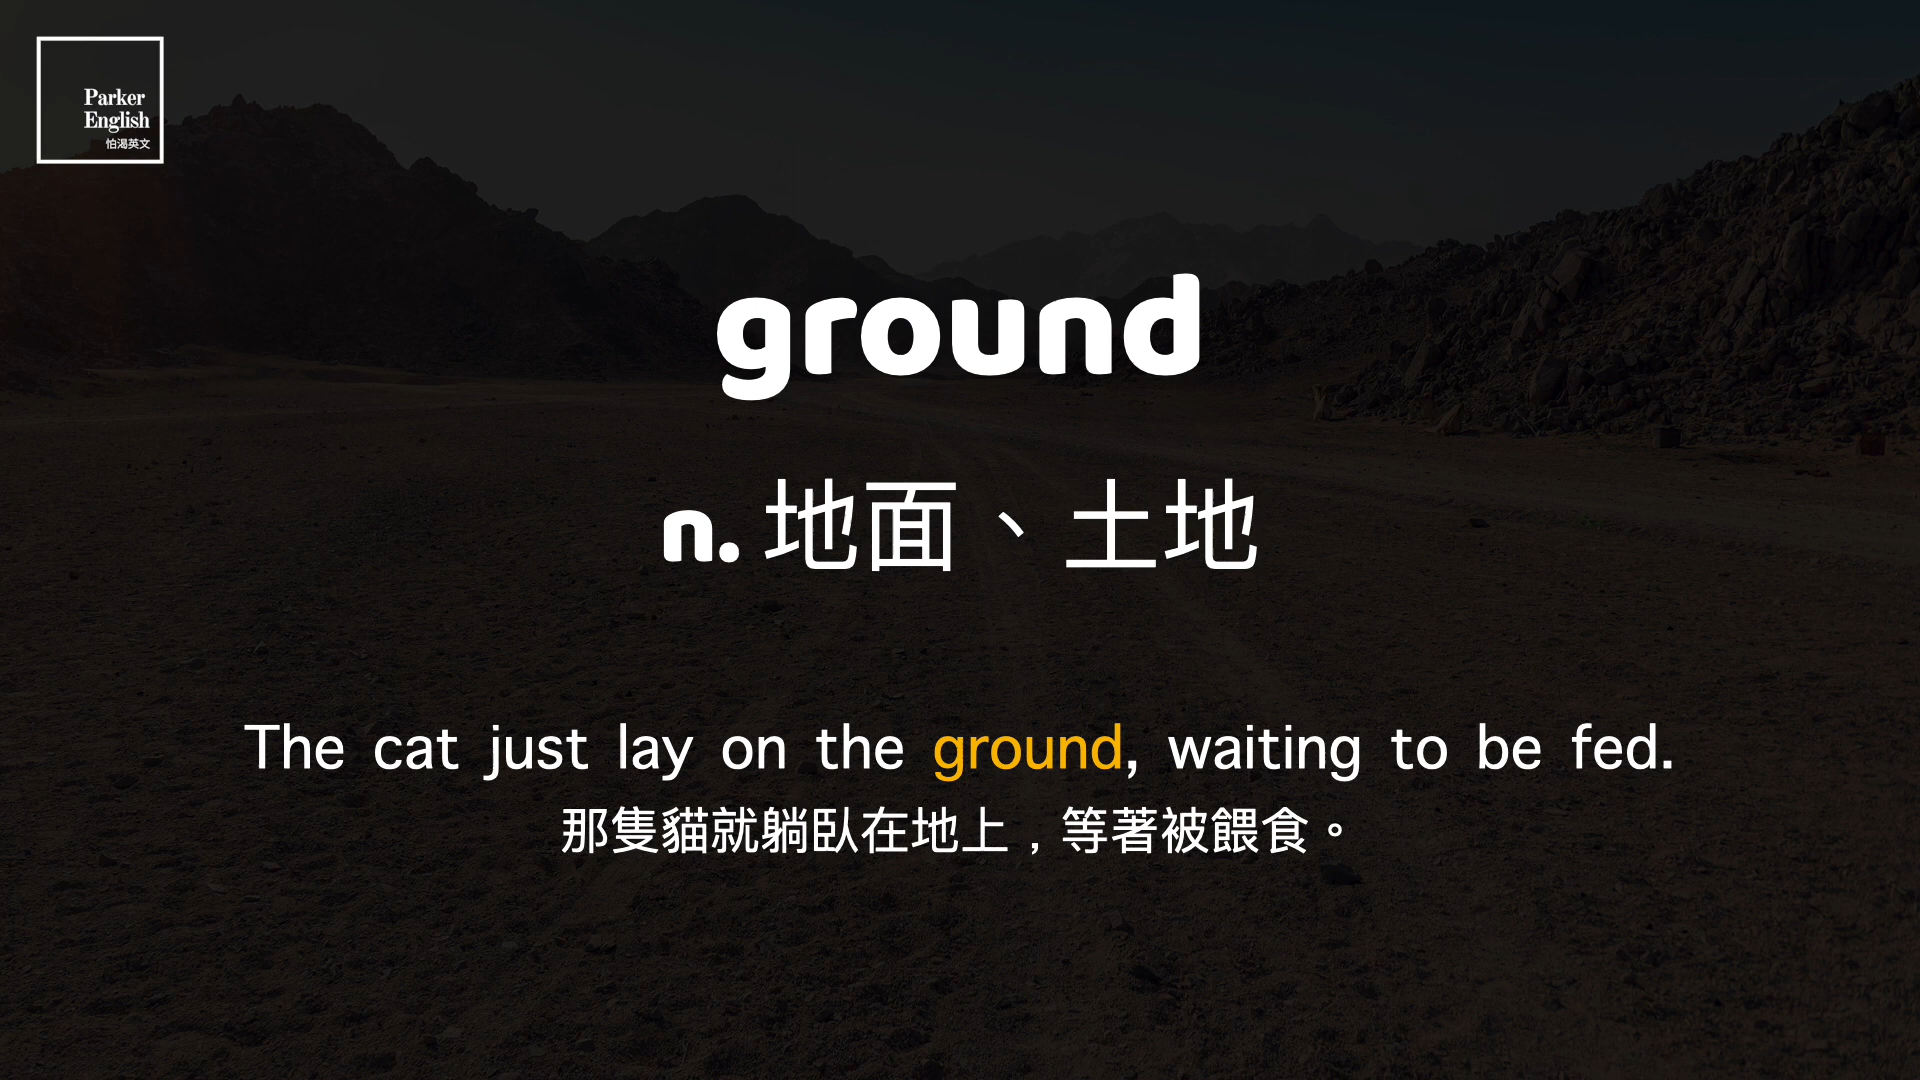 Parker
English
怕渴英文
ground
n. 地面、土地
The cat just lay on the ground, waiting to be fed.
那隻貓就躺臥在地上，等著被餵食。